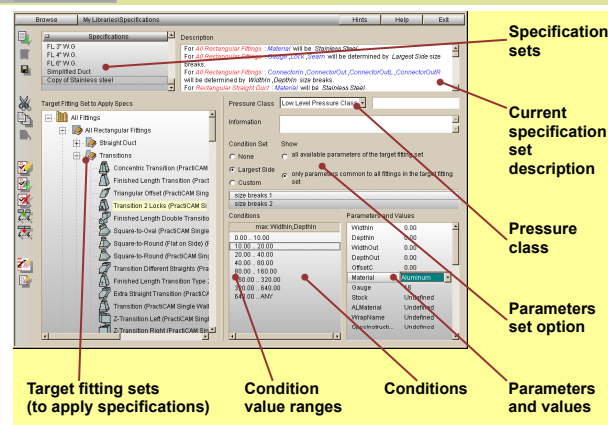 Browse My Libraries\Specifications Hints Help Exit
Specifications
FL 3" W.G
FL 4" W.G.
FL 6" W.G.
Simplified Duct
Copy of Stainless steel
Description
For All Rectangular Fittings : Material will be Stainless Steel.
For All Rectangular Fittings : Gauge ,Lock ,Seam will be determined by Largest Side size
breaks.
For All Rectangular Fittings : ConnectorIn, ,ConnectorOut ,ConnectorOutL ,ConnectorOutR
will be determined by WidthIn ,DepthIn size breaks.
For Rectangular Straight Duct : Material will be Stainless Steel,
Target Fitting Set to Apply Specs
All Fittings
All Rectangular Fittings
Straight Duct
Transitions
Concentric Transition (PractiCAM
Finished Length Transition (Pract
Triangular Offset (PractiCAM Sing
Transition 2 Locks (PractiCAM Si
Finished Length Double Transitio
Square-to-Oval (PractiCAM Single
Square-to-Round (Flat on Side) (F
Square-to-Round (PractiCAM Sing
Transition Different Straights (Pra
Finished Length Transition Type
Extra Straight Transition (PractiCA
Transition (PractiCAM Single Wall
Z-Transition Left (PractiCAM Singl
Z-Transition Right (PractiCAM Sin
Pressure Class Low Level Pressure Class
Information
Condition Set Show
None
Largest Side
Custom
all available parameters of the target fitting set
only parameters common to all fittings in the target fitting
set
size breaks 1
size breaks 2
Conditions
max: WidthIn,DepthIn
0.00 .. 10.00
10.00 .. 20.00
20.00 .. 40.00
40.00 .. 80.00
80.00 .. 160.00
160.00 .. 320.00
320.00 .. 640.00
640.00 .. ANY
Parameters and Values
WidthIn 0.00
DepthIn 0.00
WidthOut 0.00
DepthOut 0.00
OffsetC 0.00
Material Aluminum
Gauge 16
Stock Undefined
ALMaterial Undefined
WrapName Undefined
SpecInstructi... Undefined
Specification
sets
Current
specification
set
description
Pressure
class
Parameters
set option
Target fitting sets
(to apply specifications)
Condition
value ranges
Conditions
Parameters
and values